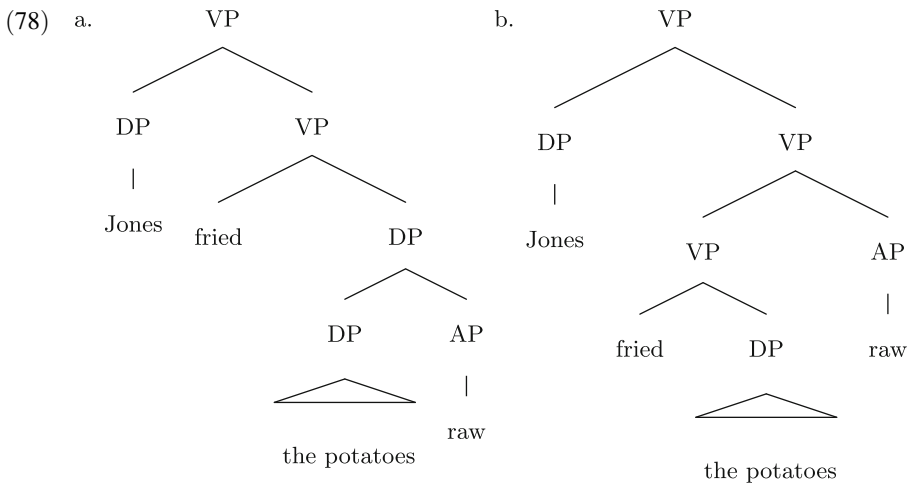 (78) a. VP b. VP
DP VP DP VP
Jones fried DP Jones VP AP
DP AP fried DP raw
the potatoes raw the potatoes